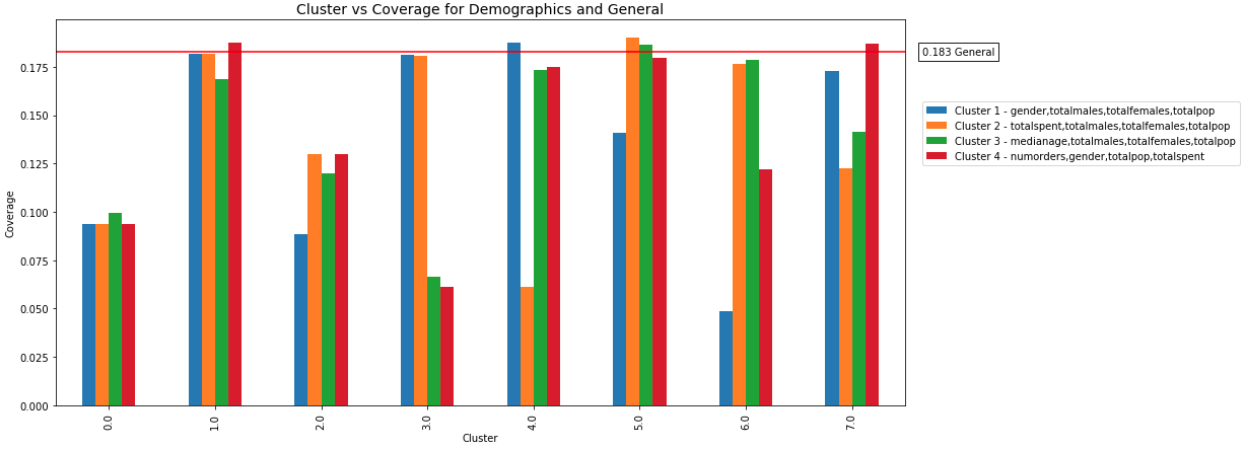 Cluster vs Coverage for Demographics and General
0.183 General
Cluster 1 - gender,totalmales,totalfemales,totalpop
Cluster 2 - totalspent,totalmales,totalfemales,totalpop
Cluster 3 - medianage,totalmales,totalfemales,totalpop
Cluster 4 - numorders,gender,totalpop,totalspent
Coverage
0.175
0.150
0.125
0.100
0.075
0.050
0.025
0.000
0.0 1.0 2.0 3.0 4.0 5.0 6.0 7.0
Cluster